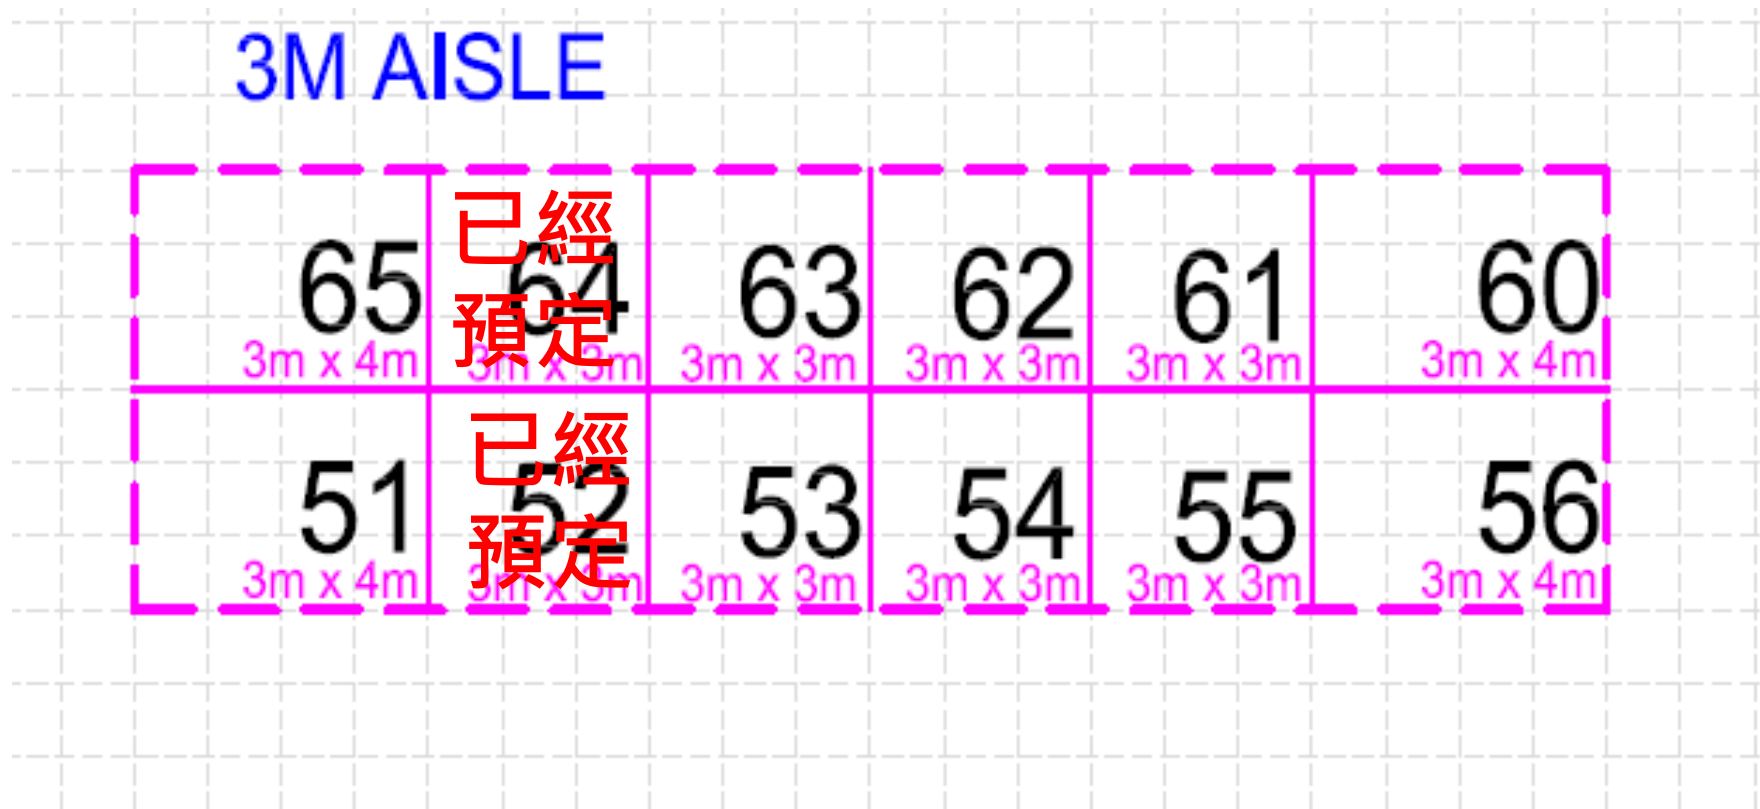 3M AISLE
65 已經 64 63 62 61 60
預定
3m x 4m 3m x 3m 3m x 3m 3m x 3m 3m x 3m 3m x 4m
51 已經 52 53 54 55 56
預定
3m x 4m 3m x 3m 3m x 3m 3m x 3m 3m x 3m 3m x 4m